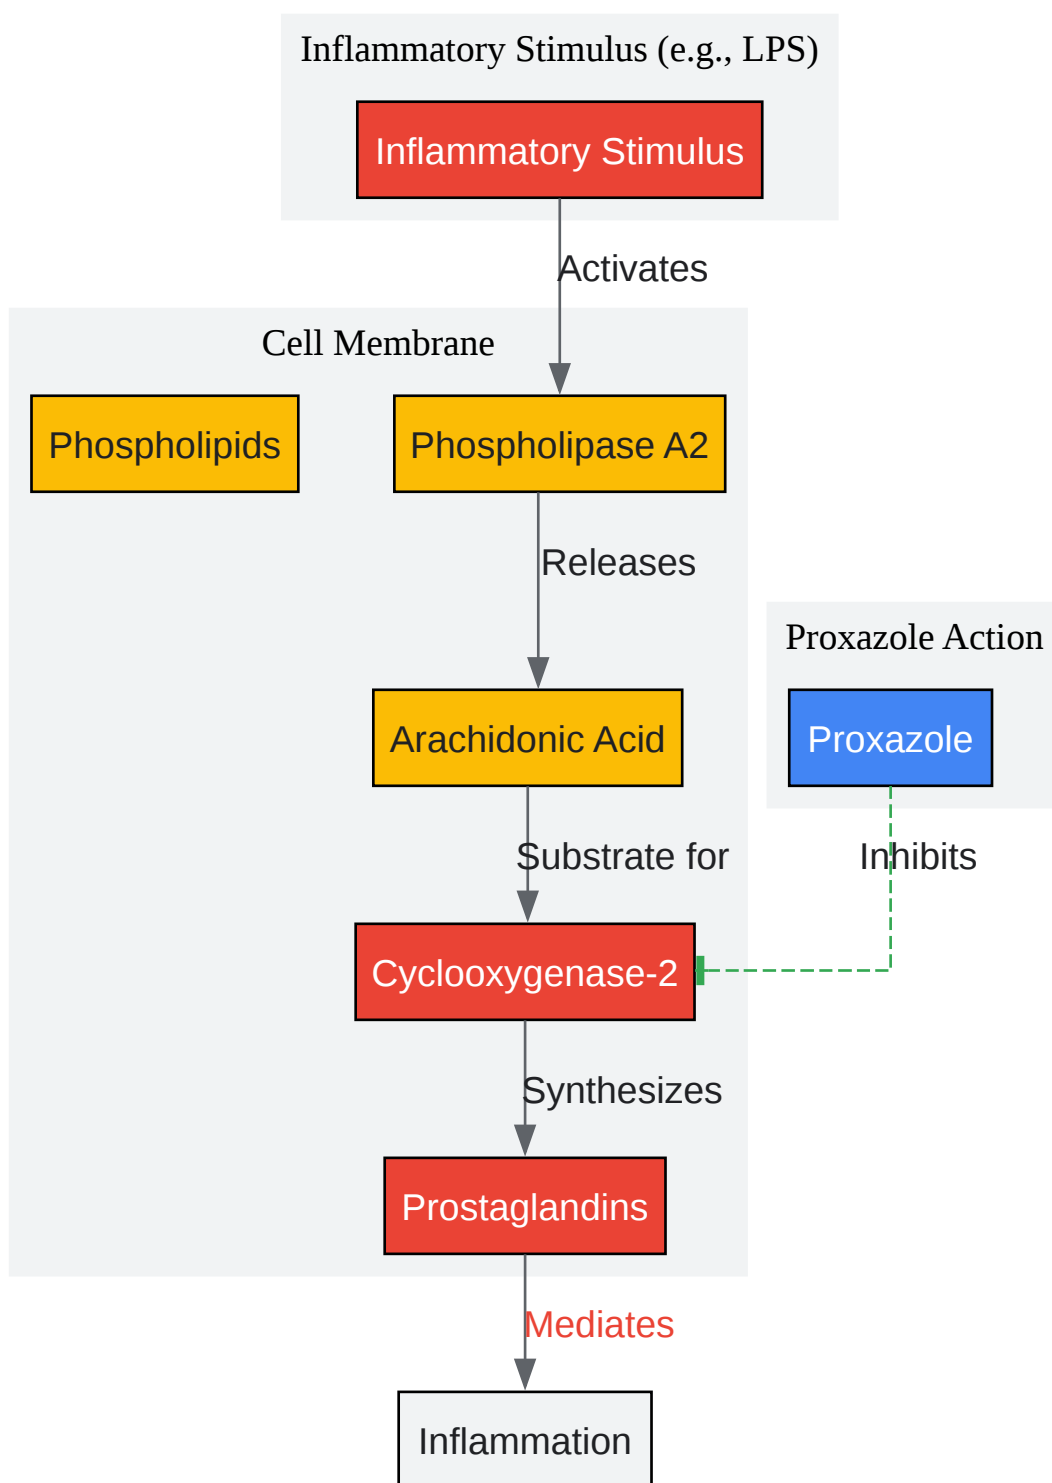 Inflammatory Stimulus (e.g., LPS)
Inflammatory Stimulus
Activates
Cell Membrane
Phospholipids
Phospholipase A2
Releases
Proxazole Action
Arachidonic Acid
Proxazole
Substrate for
Inhibits
Cyclooxygenase-2
Synthesizes
Prostaglandins
Mediates
Inflammation